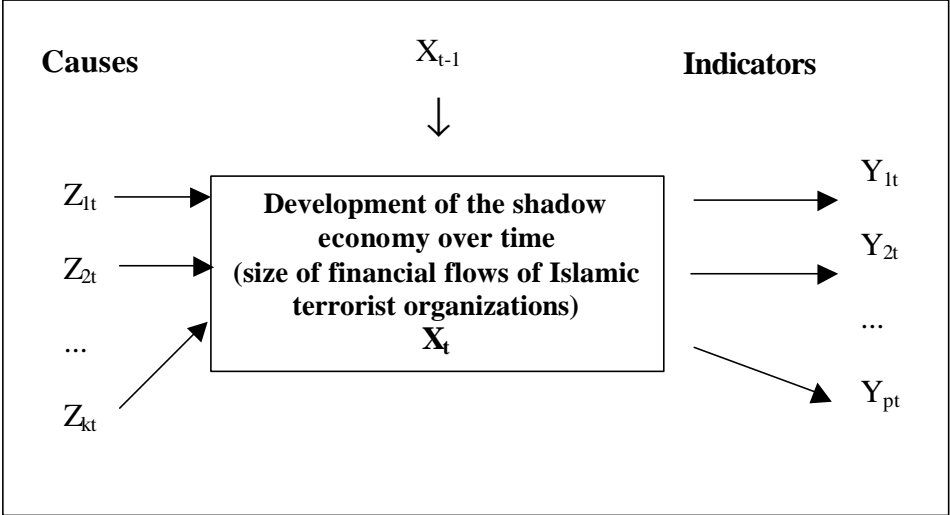 Causes
X_{t-1}
Indicators
Z_{1t}
Z_{2t}
...
Z_{kt}
Development of the shadow
economy over time
(size of financial flows of Islamic
terrorist organizations)
X_t
Y_{1t}
Y_{2t}
...
Y_{pt}